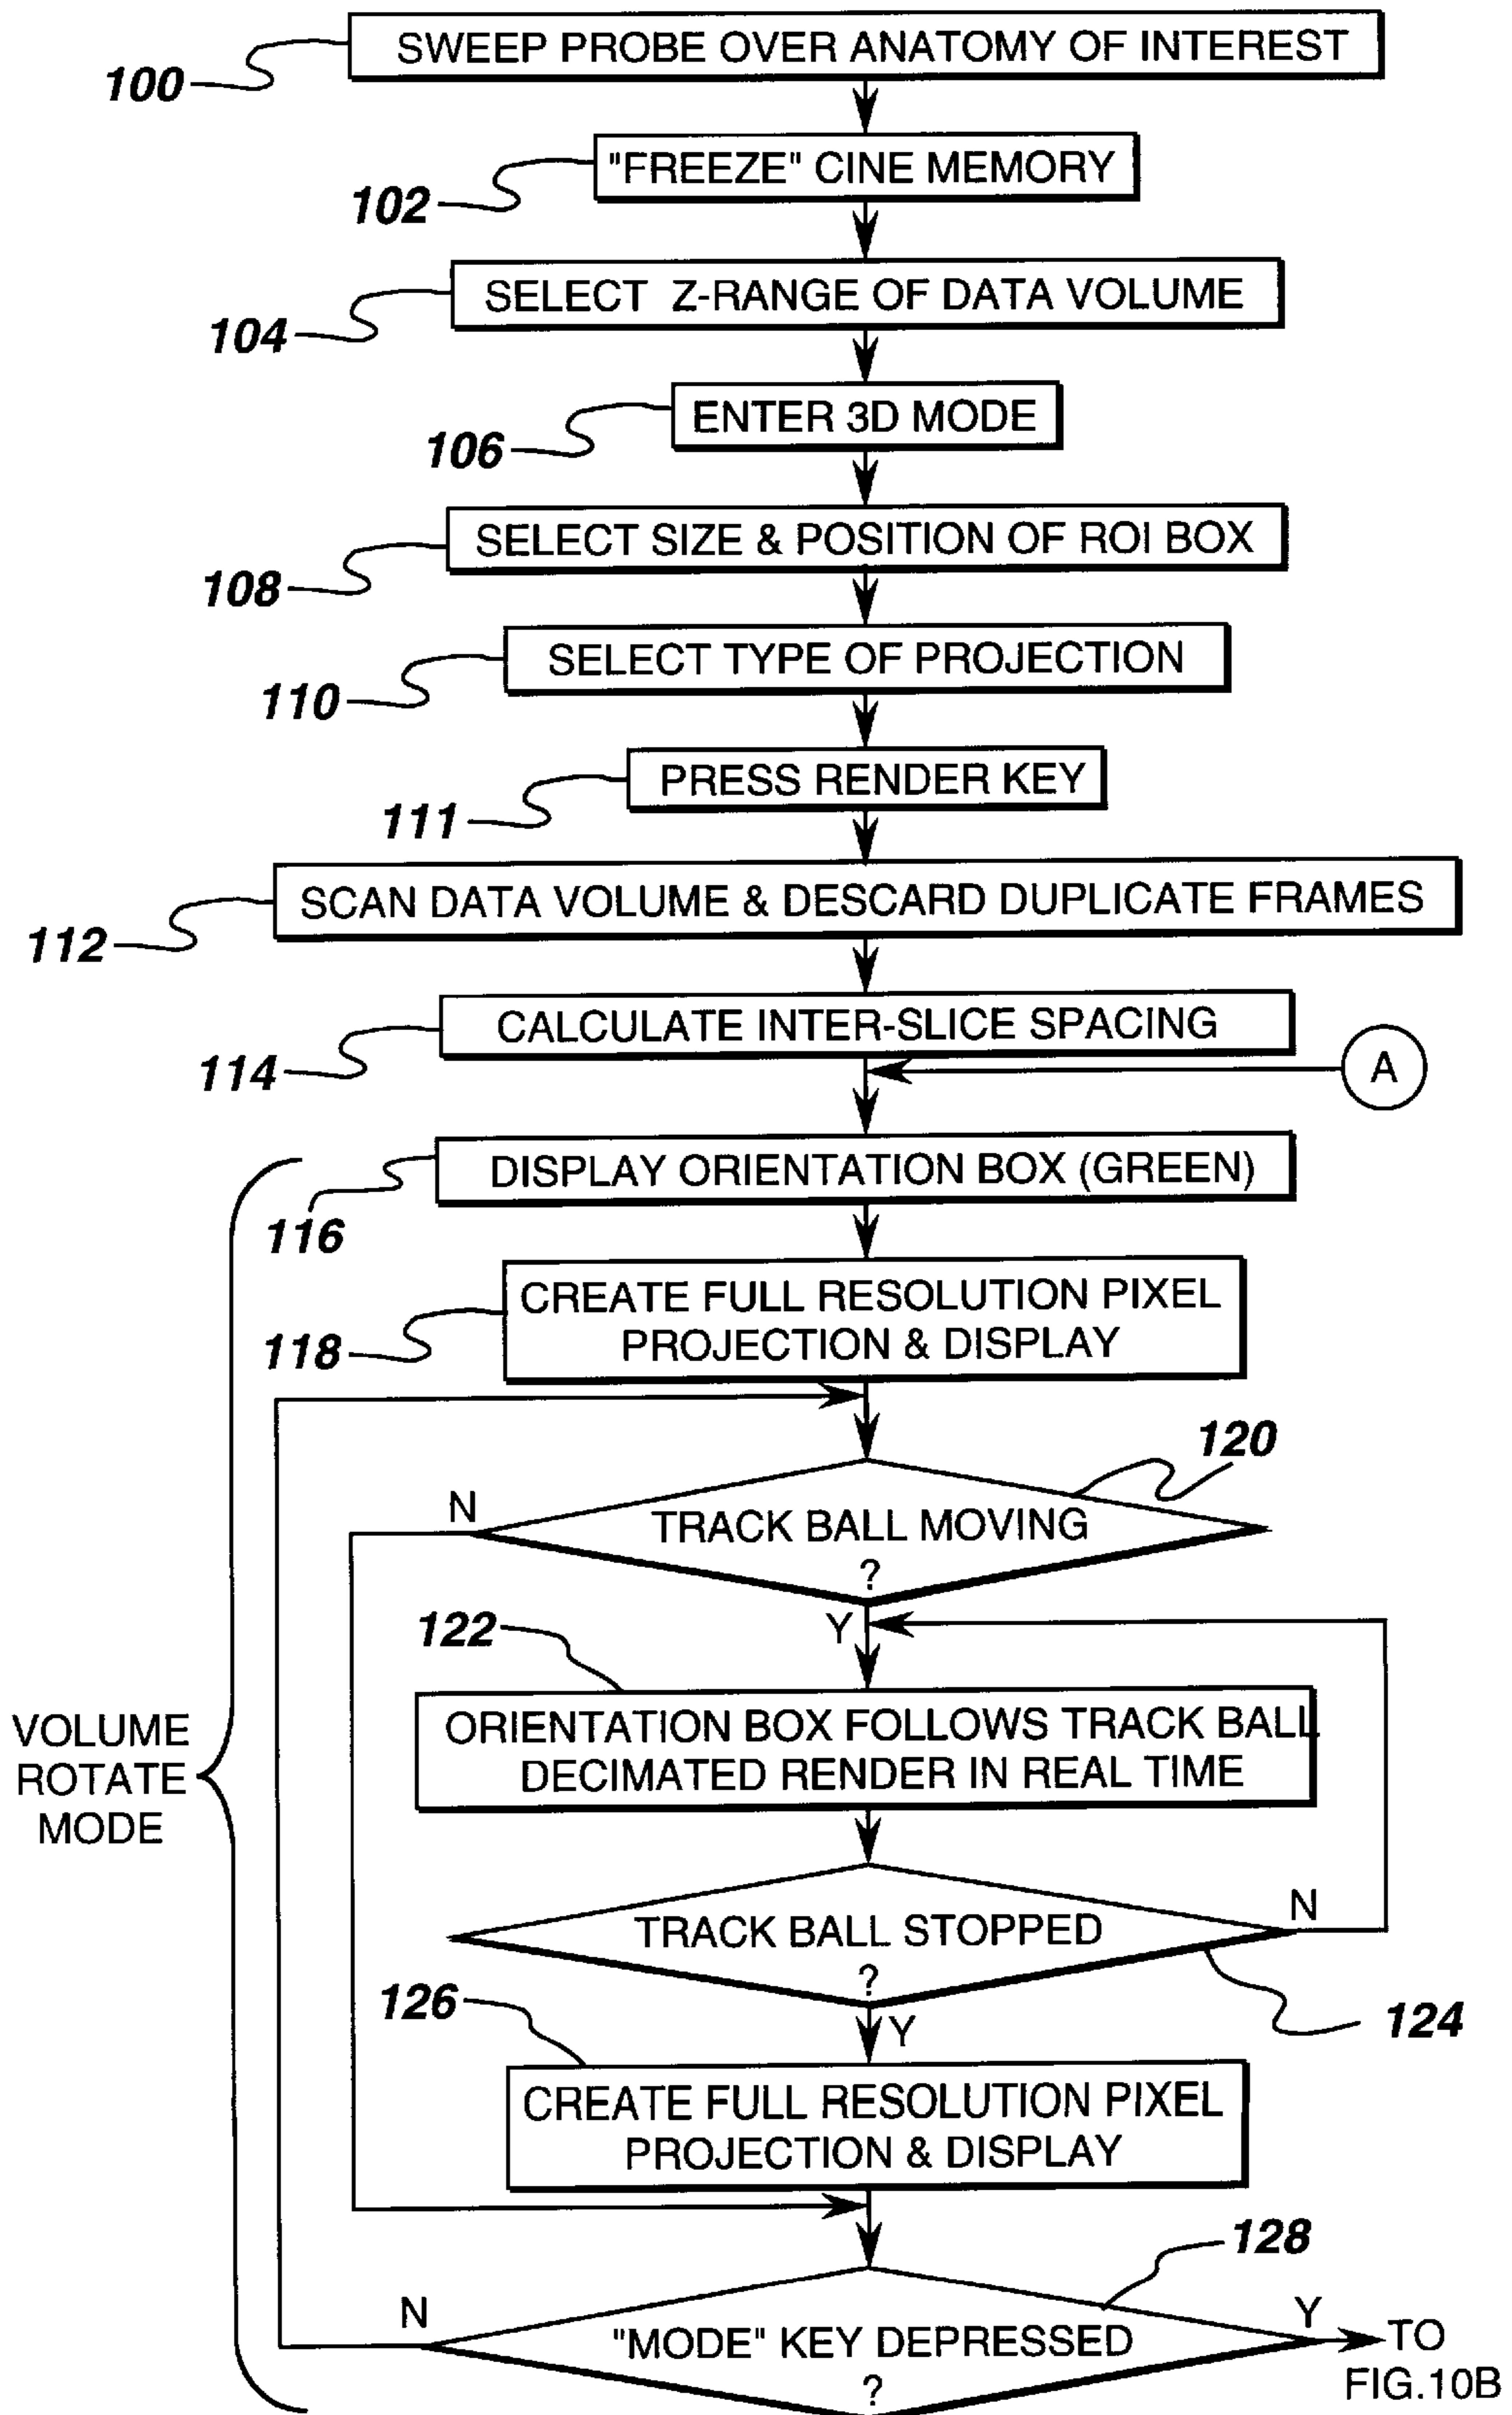 SWEEP PROBE OVER ANATOMY OF INTEREST
100
"FREEZE" CINE MEMORY
102
SELECT Z-RANGE OF DATA VOLUME
104
ENTER 3D MODE
106
SELECT SIZE & POSITION OF ROI BOX
108
SELECT TYPE OF PROJECTION
110
PRESS RENDER KEY
111
SCAN DATA VOLUME & DESCARD DUPLICATE FRAMES
112
CALCULATE INTER-SLICE SPACING
114
A
DISPLAY ORIENTATION BOX (GREEN)
116
CREATE FULL RESOLUTION PIXEL
PROJECTION & DISPLAY
118
120
N
TRACK BALL MOVING
?
Y
122
ORIENTATION BOX FOLLOWS TRACK BALL
DECIMATED RENDER IN REAL TIME
VOLUME
ROTATE
MODE
TRACK BALL STOPPED
?
N
124
Y
126
CREATE FULL RESOLUTION PIXEL
PROJECTION & DISPLAY
128
N
"MODE" KEY DEPRESSED
?
Y
TO
FIG.10B